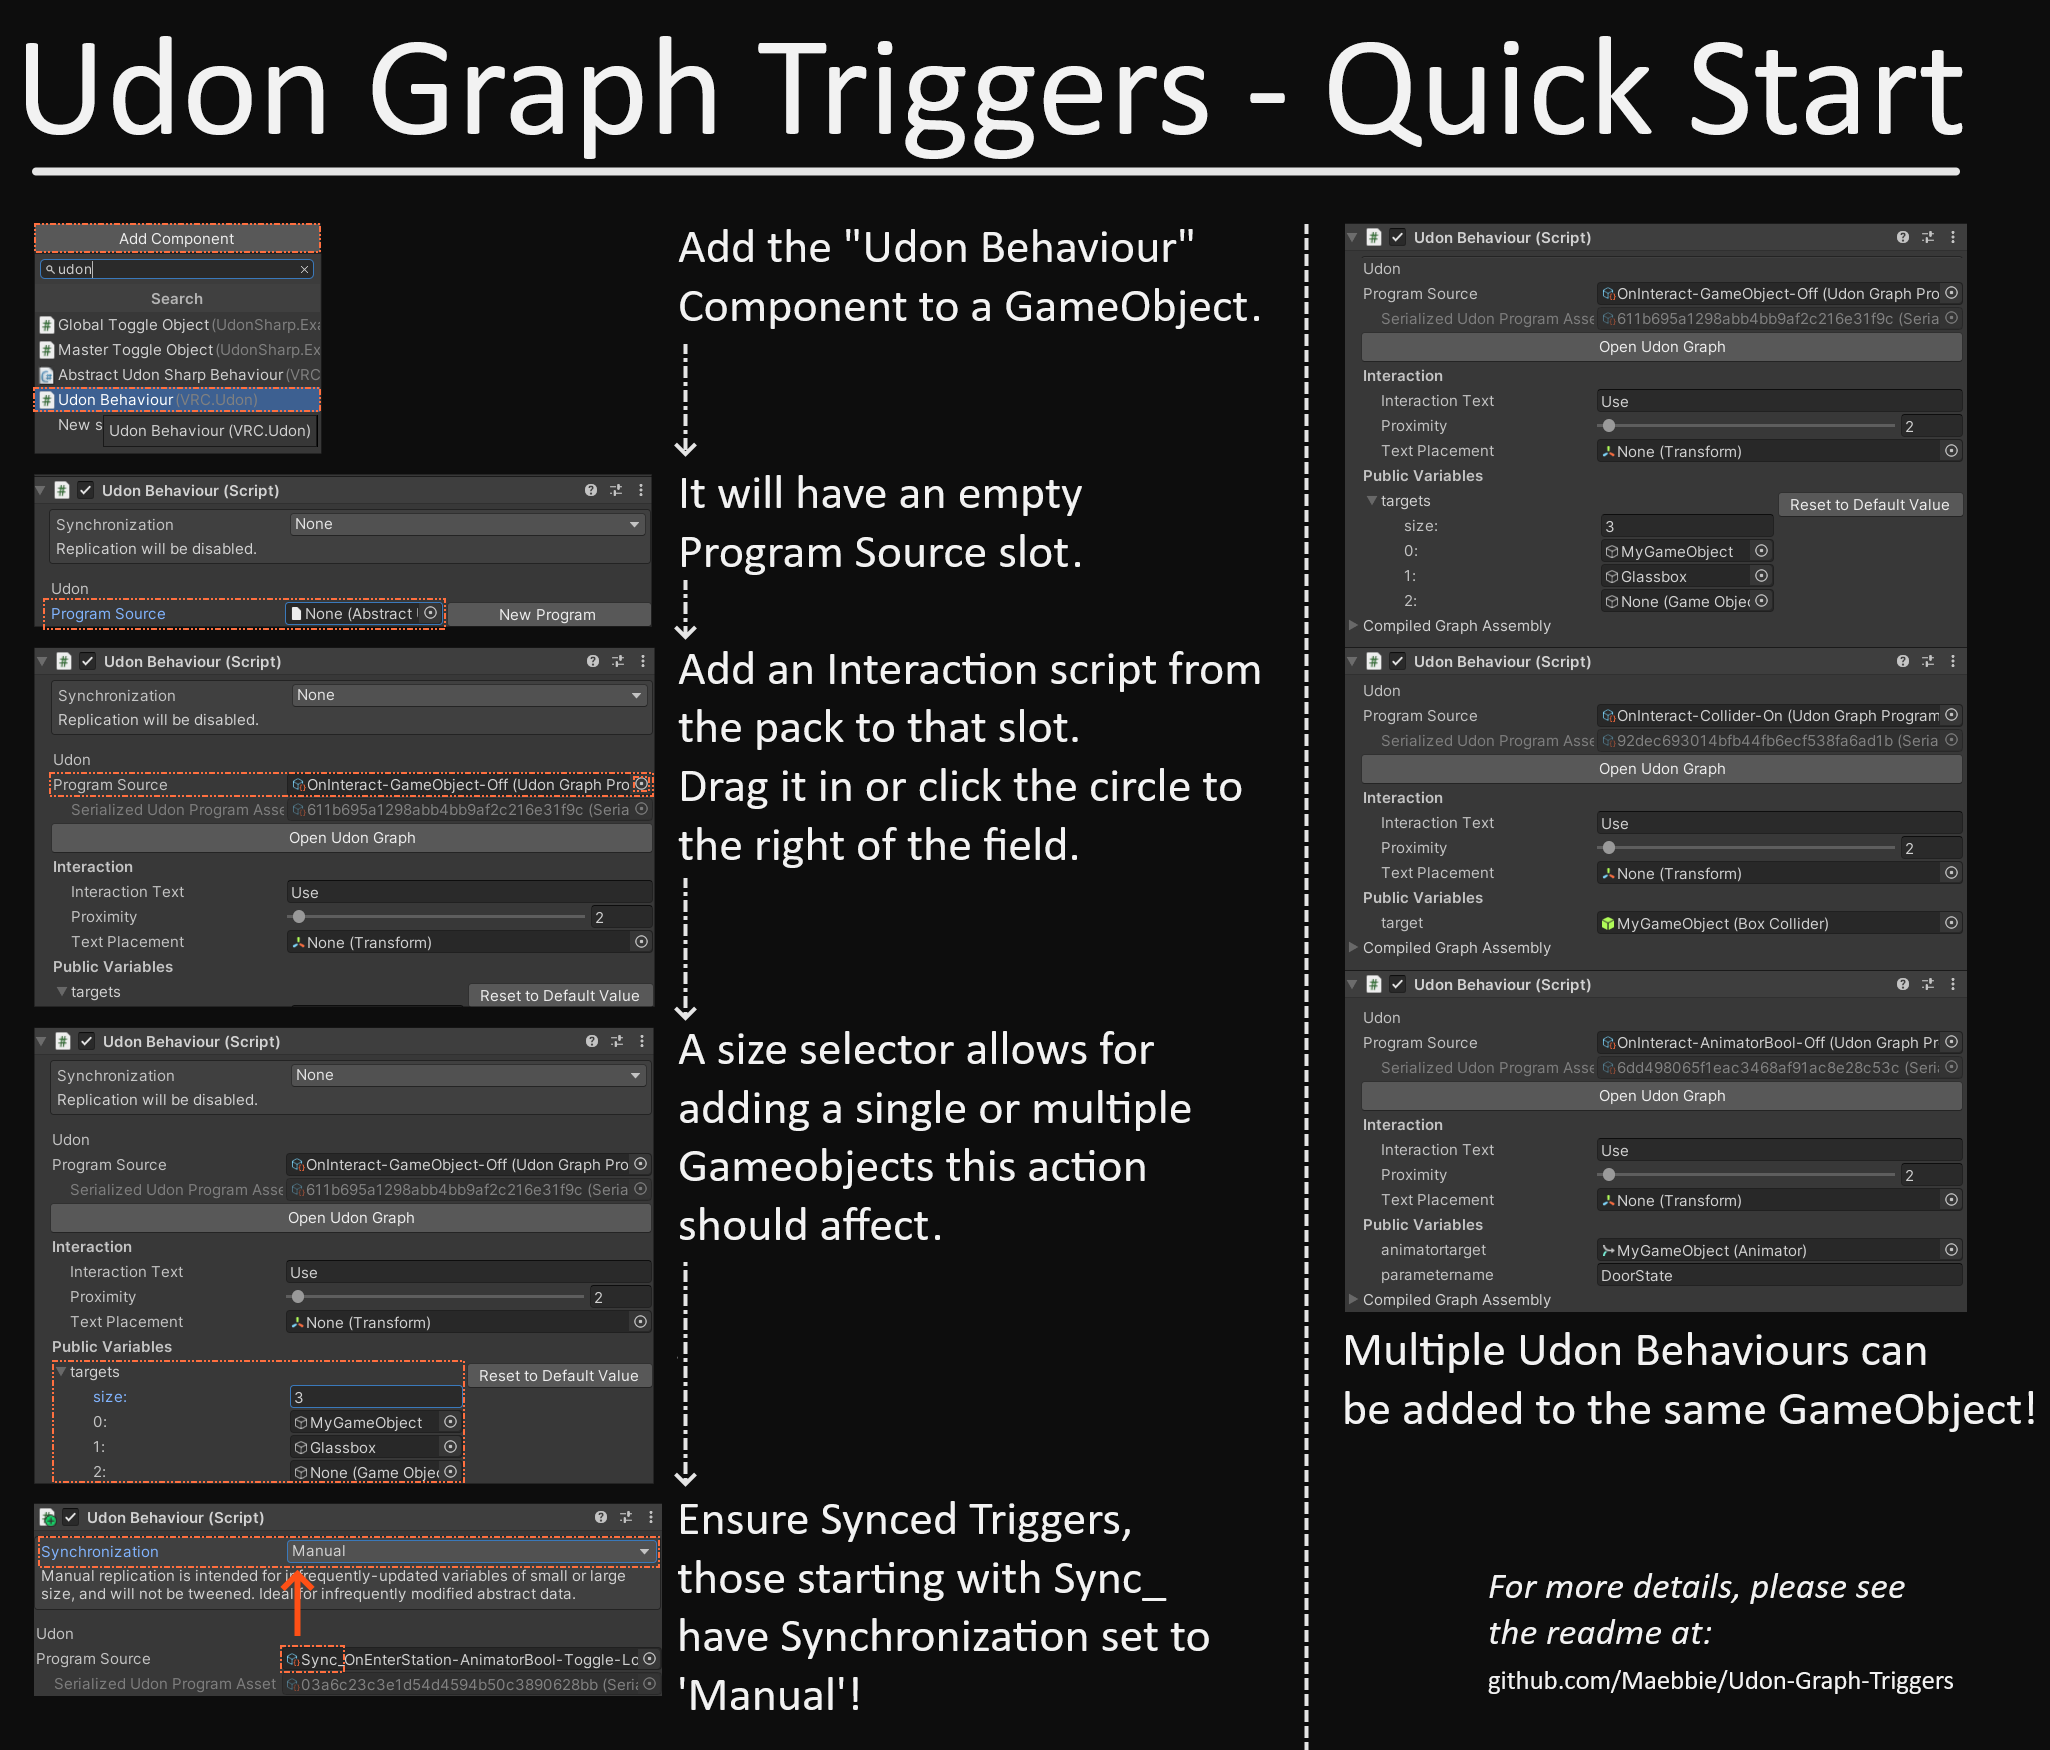 Udon Graph Triggers - Quick Start
Add Component
udon
Search
Global Toggle Object (UdonSharp.Exa
Master Toggle Object (UdonSharp.Ex
Abstract Udon Sharp Behaviour (VRC
Udon Behaviour (VRC.Udon)
New s
Udon Behaviour (VRC.Udon)
Add the "Udon Behaviour"
Component to a GameObject.
Udon Behaviour (Script)
Synchronization None
Replication will be disabled.
Udon
Program Source None (Abstract New Program
It will have an empty
Program Source slot.
Udon Behaviour (Script)
Synchronization None
Replication will be disabled.
Udon
Program Source OnInteract-GameObject-Off (Udon Graph Pro
Serialized Udon Program Asse 611b695a1298abb4bb9af2c216e31f9c (Seria
Open Udon Graph
Interaction
Interaction Text Use
Proximity 2
Text Placement None (Transform)
Public Variables
targets Reset to Default Value
Add an Interaction script from
the pack to that slot.
Drag it in or click the circle to
the right of the field.
Udon Behaviour (Script)
Synchronization None
Replication will be disabled.
Udon
Program Source OnInteract-GameObject-Off (Udon Graph Pro
Serialized Udon Program Asse 611b695a1298abb4bb9af2c216e31f9c (Seria
Open Udon Graph
Interaction
Interaction Text Use
Proximity 2
Text Placement None (Transform)
Public Variables
targets Reset to Default Value
size: 3
0: MyGameObject
1: Glassbox
2: None (Game Objec
A size selector allows for
adding a single or multiple
Gameobjects this action
should affect.
Udon Behaviour (Script)
Synchronization Manual
Manual replication is intended for infrequently-updated variables of small or large
size, and will not be tweened. Ideal for infrequently modified abstract data.
Udon
Program Source Sync_OnEnterStation-AnimatorBool-Toggle-Lo
Serialized Udon Program Asset 03a6c23c3e1d54d4594b50c3890628bb (Seria
Ensure Synced Triggers,
those starting with Sync_
have Synchronization set to
'Manual'!
Udon Behaviour (Script)
Udon
Program Source OnInteract-GameObject-Off (Udon Graph Pro
Serialized Udon Program Asse 611b695a1298abb4bb9af2c216e31f9c (Seria
Open Udon Graph
Interaction
Interaction Text Use
Proximity 2
Text Placement None (Transform)
Public Variables
targets Reset to Default Value
size: 3
0: MyGameObject
1: Glassbox
2: None (Game Objec
Compiled Graph Assembly
Udon Behaviour (Script)
Udon
Program Source OnInteract-Collider-On (Udon Graph Program
Serialized Udon Program Asse 92dec693014bfb44fb6ecf538fa6ad1b (Seria
Open Udon Graph
Interaction
Interaction Text Use
Proximity 2
Text Placement None (Transform)
Public Variables
target MyGameObject (Box Collider)
Compiled Graph Assembly
Udon Behaviour (Script)
Udon
Program Source OnInteract-AnimatorBool-Off (Udon Graph Pr
Serialized Udon Program Asse 6dd498065f1eac3468af91ac8e28c53c (Seri
Open Udon Graph
Interaction
Interaction Text Use
Proximity 2
Text Placement None (Transform)
Public Variables
animatortarget MyGameObject (Animator)
parametername DoorState
Compiled Graph Assembly
Multiple Udon Behaviours can
be added to the same GameObject!
For more details, please see
the readme at:
github.com/Maebbie/Udon-Graph-Triggers